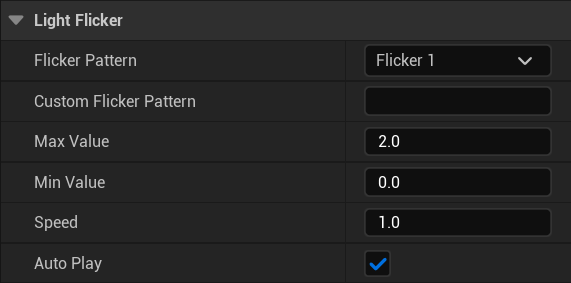 Light Flicker
Flicker Pattern Flicker 1
Custom Flicker Pattern
Max Value 2.0
Min Value 0.0
Speed 1.0
Auto Play